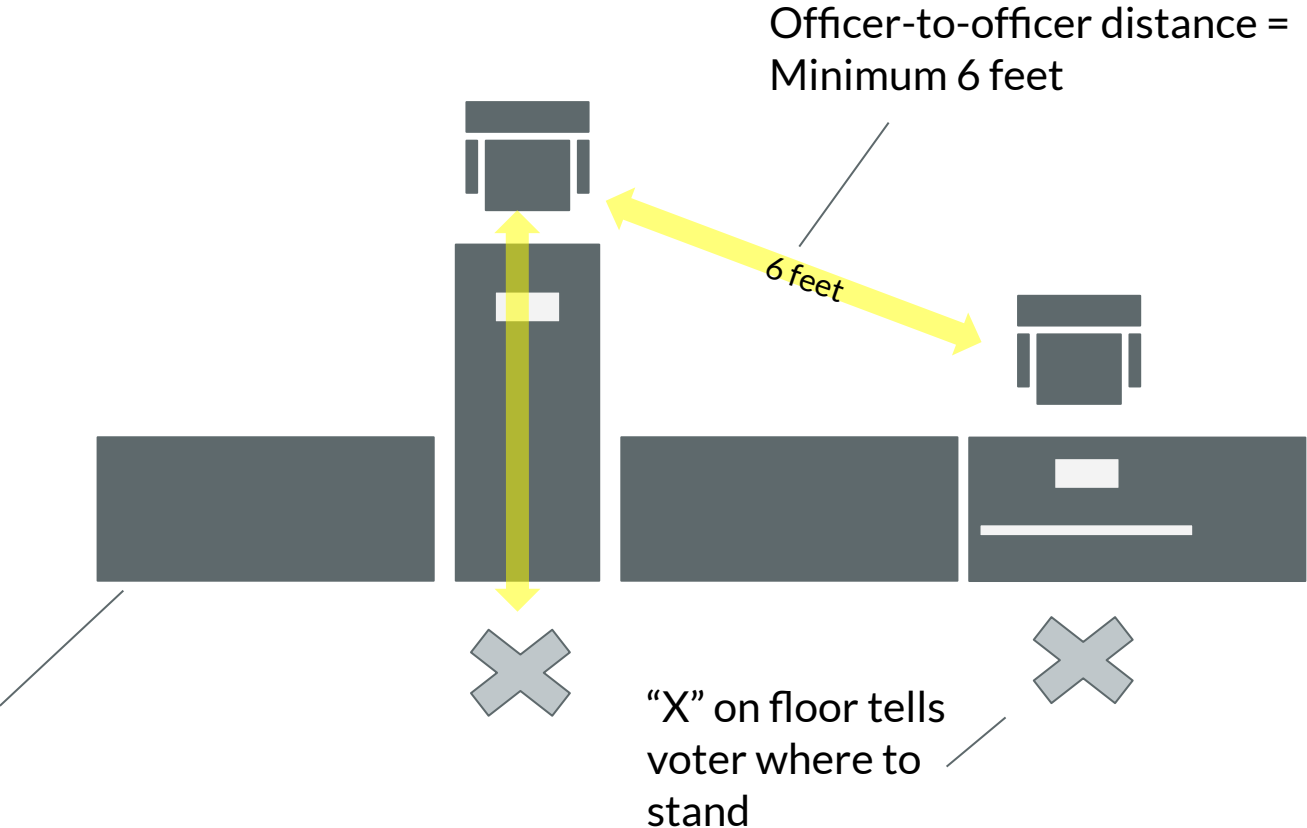 Officer-to-officer distance =
Minimum 6 feet
6 feet
“X” on floor tells
voter where to
stand